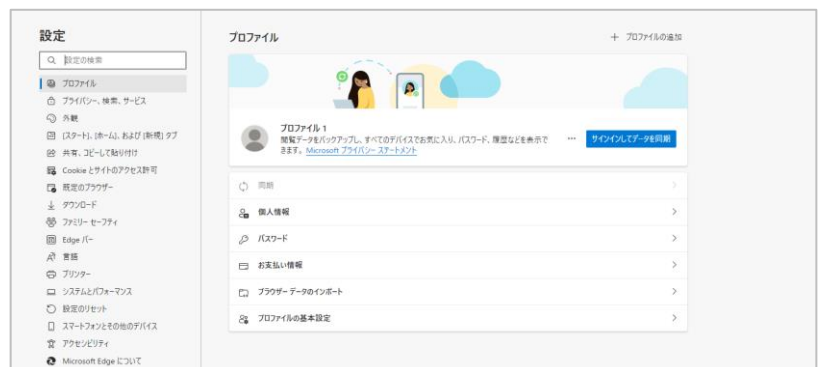 設定
設定の検索
プロファイル
プライバシー、検索、サービス
外観
[スタート]、[ホーム]、および [新規] タブ
共有、コピーして貼り付け
Cookie とサイトのアクセス許可
既定のブラウザー
ダウンロード
ファミリー セーフティ
Edge バー
言語
プリンター
システムとパフォーマンス
設定のリセット
スマートフォンとその他のデバイス
アクセシビリティ
Microsoft Edge について
プロファイル
＋ プロファイルの追加
プロファイル 1
閲覧データをバックアップし、すべてのデバイスでお気に入り、パスワード、履歴などを表示で
きます。Microsoft プライバシー ステートメント
… サインインしてデータを同期
同期
個人情報
パスワード
お支払い情報
ブラウザー データのインポート
プロファイルの基本設定